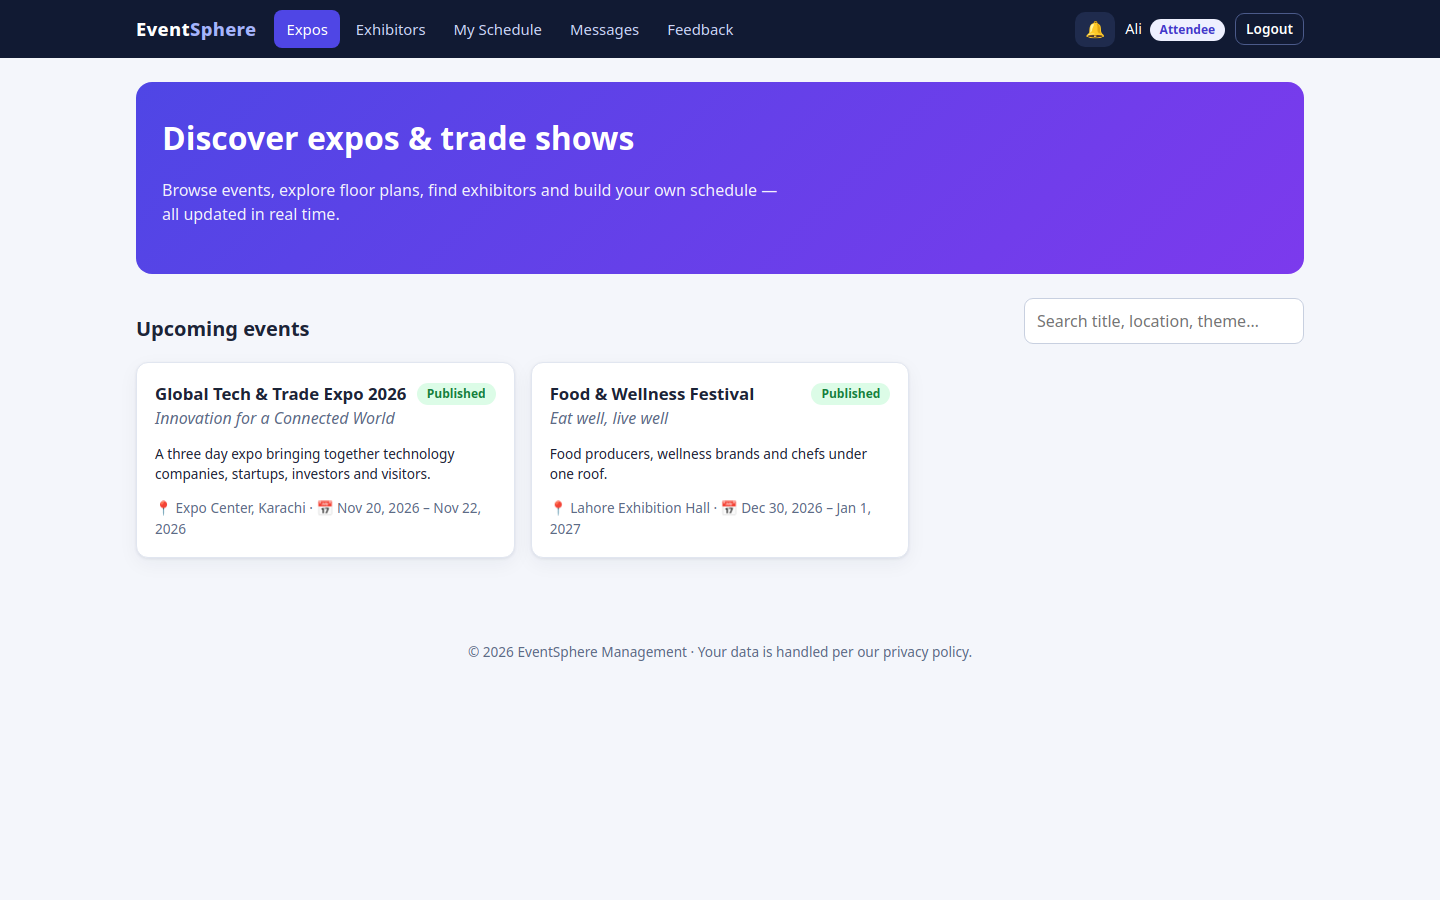 EventSphere Expos Exhibitors My Schedule Messages Feedback 🔔 Ali Attendee Logout
Discover expos & trade shows
Browse events, explore floor plans, find exhibitors and build your own schedule —
all updated in real time.
Upcoming events
Search title, location, theme...
Global Tech & Trade Expo 2026 Published
Innovation for a Connected World
A three day expo bringing together technology
companies, startups, investors and visitors.
📍 Expo Center, Karachi · 📅 Nov 20, 2026 – Nov 22,
2026
Food & Wellness Festival Published
Eat well, live well
Food producers, wellness brands and chefs under
one roof.
📍 Lahore Exhibition Hall · 📅 Dec 30, 2026 – Jan 1,
2027
© 2026 EventSphere Management · Your data is handled per our privacy policy.